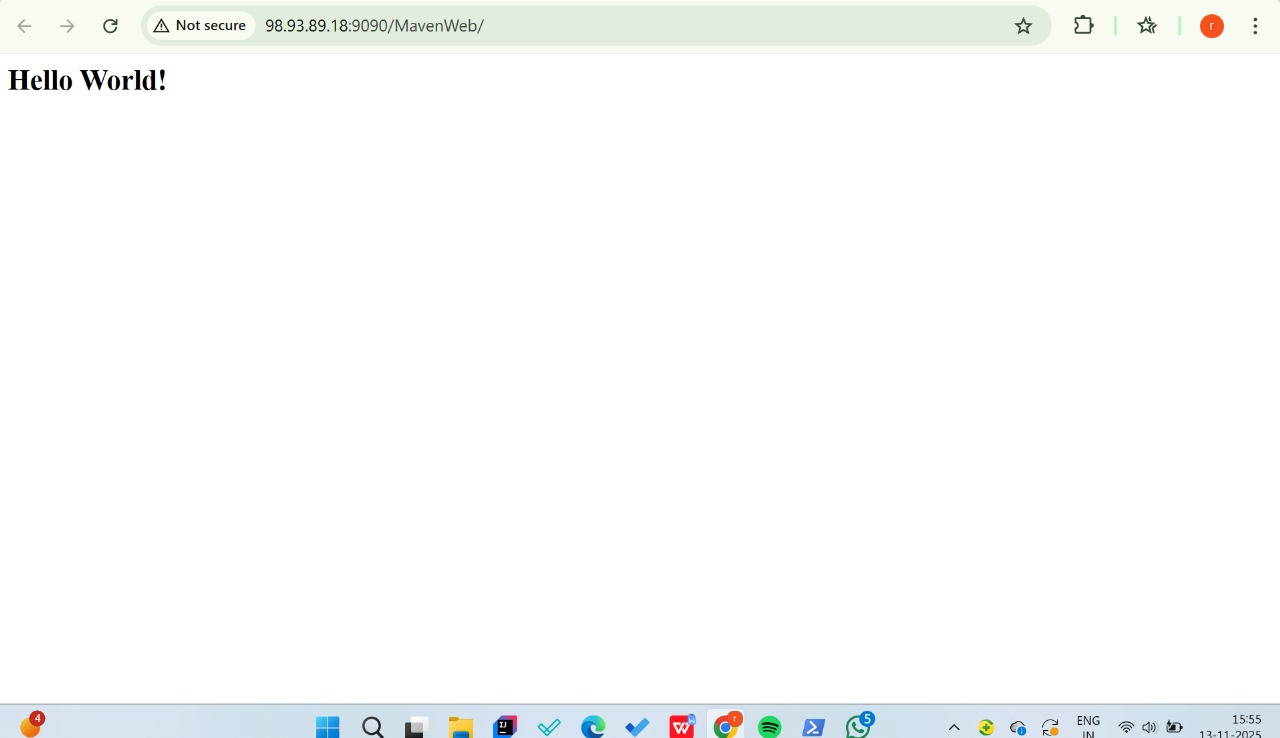 Not secure
98.93.89.18:9090/MavenWeb/
r
Hello World!
4
IJ
W
r
5
ENG
IN
15:55
13-11-2025